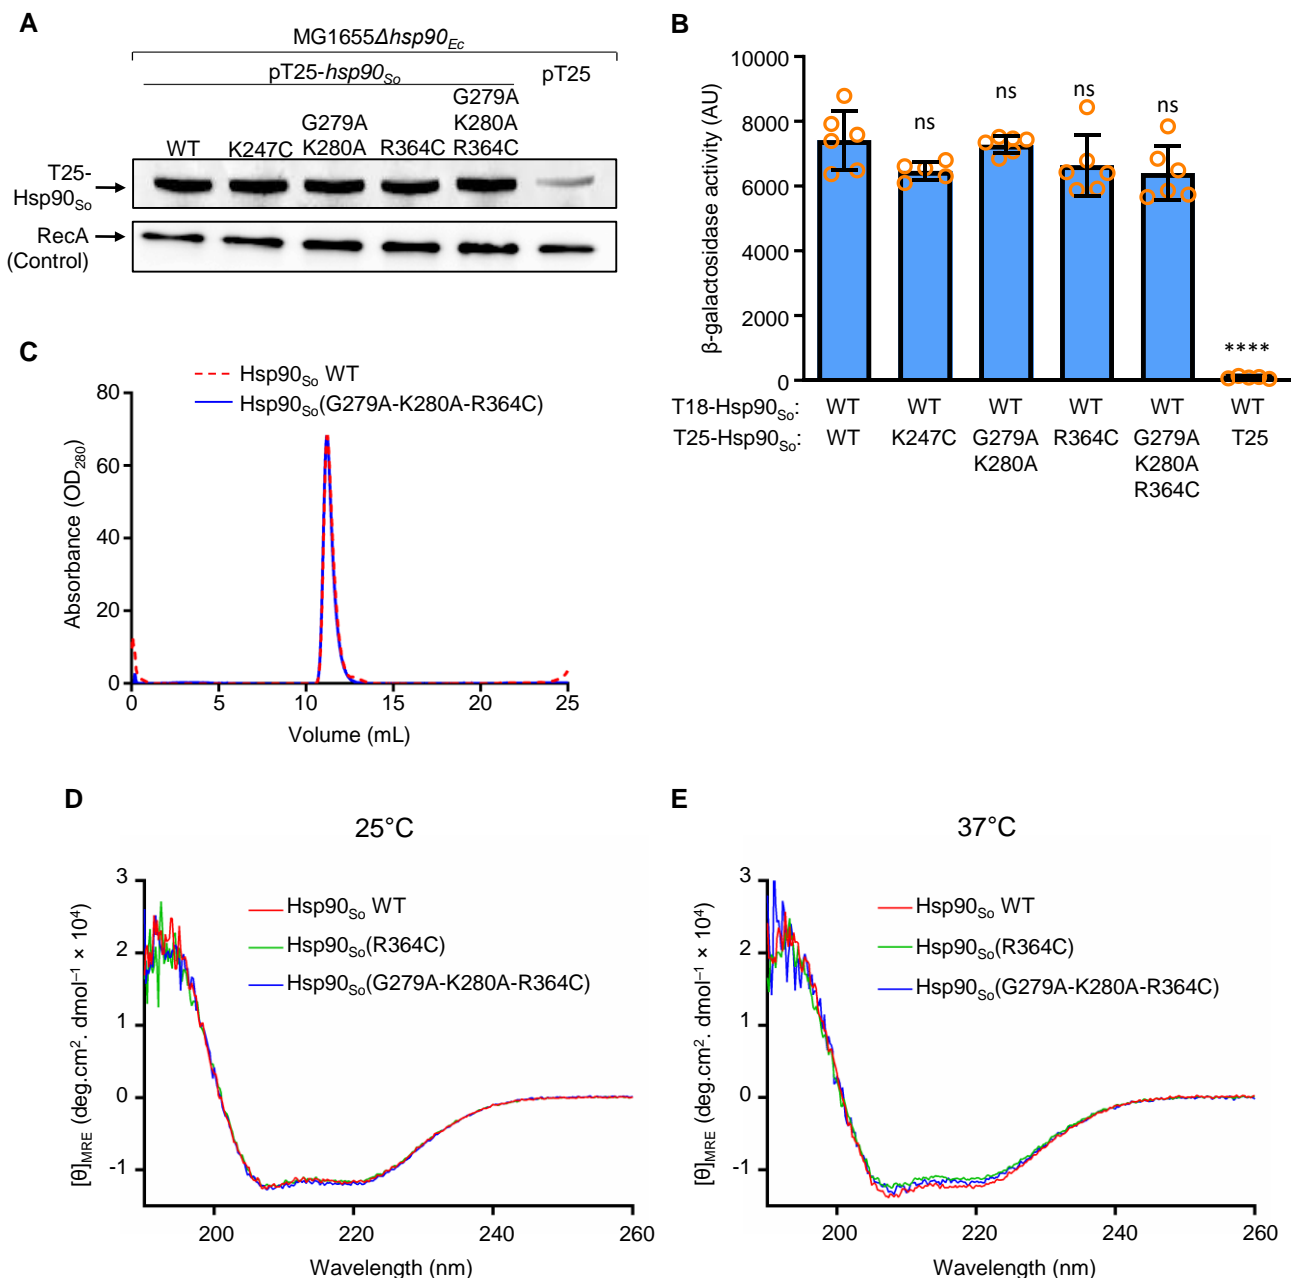 A
MG1655Δhsp90Ec
pT25-hsp90So
pT25
WT
K247C
G279A
K280A
R364C
G279A
K280A
R364C
T25-
Hsp90So
RecA
(Control)
B
β-galactosidase activity (AU)
10000
8000
6000
4000
2000
0
ns
ns
ns
ns
****
T18-Hsp90So: WT WT WT WT WT WT
T25-Hsp90So: WT K247C G279A R364C G279A T25
K280A K280A
R364C
C
Hsp90So WT
Hsp90So(G279A-K280A-R364C)
Absorbance (OD280)
80
60
40
20
0
0 5 10 15 20 25
Volume (mL)
D
25°C
Hsp90So WT
Hsp90So(R364C)
Hsp90So(G279A-K280A-R364C)
[θ]MRE (deg.cm2. dmol–1 × 104)
3
2
1
0
-1
200 220 240 260
Wavelength (nm)
E
37°C
Hsp90So WT
Hsp90So(R364C)
Hsp90So(G279A-K280A-R364C)
[θ]MRE (deg.cm2. dmol–1 × 104)
3
2
1
0
-1
200 220 240 260
Wavelength (nm)